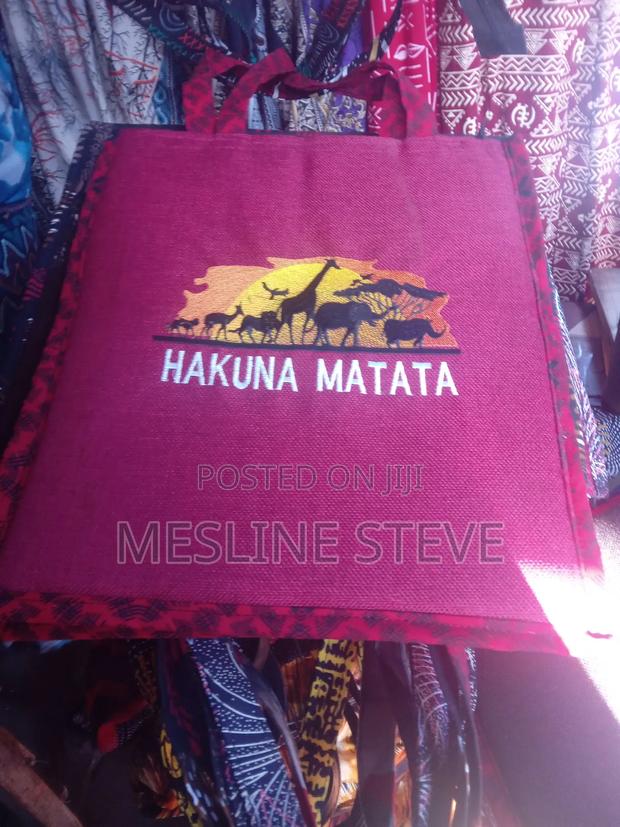 HAKUNA MATATA
POSTED ON JIJI
MESLINE STEVE